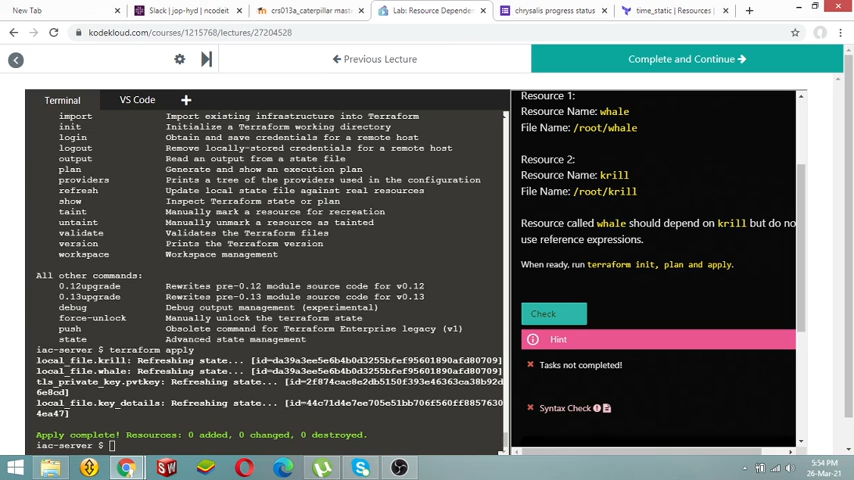 New Tab
Slack | jop-hyd | ncodeit
crs013a_caterpillar mast
Lab: Resource Depende
chrysalis progress status
time_static | Resources |
kodekloud.com/courses/1215768/lectures/27204528
Previous Lecture
Complete and Continue
Terminal
VS Code
import Import existing infrastructure into Terraform
init Initialize a Terraform working directory
login Obtain and save credentials for a remote host
logout Remove locally-stored credentials for a remote host
output Read an output from a state file
plan Generate and show an execution plan
providers Prints a tree of the providers used in the configuration
refresh Update local state file against real resources
show Inspect Terraform state or plan
taint Manually mark a resource for recreation
untaint Manually unmark a resource as tainted
validate Validates the Terraform files
version Prints the Terraform version
workspace Workspace management
All other commands:
0.12upgrade Rewrites pre-0.12 module source code for v0.12
0.13upgrade Rewrites pre-0.13 module source code for v0.13
debug Debug output management (experimental)
force-unlock Manually unlock the terraform state
push Obsolete command for Terraform Enterprise legacy (v1)
state Advanced state management
iac-server $ terraform apply
local_file.krill: Refreshing state... [id=da39a3ee5e6b4b0d3255bfef95601890afd80709]
local_file.whale: Refreshing state... [id=da39a3ee5e6b4b0d3255bfef95601890afd80709]
tls_private_key.pvtkey: Refreshing state... [id=2f874cac8e2db5150f393e46363ca38b92d
6e8cd]
local_file.key_details: Refreshing state... [id=44c71d4e7ee705e51bb706f560ff8857630
4ea47]
Apply complete! Resources: 0 added, 0 changed, 0 destroyed.
iac-server $
Resource 1:
Resource Name: whale
File Name: /root/whale
Resource 2:
Resource Name: krill
File Name: /root/krill
Resource called whale should depend on krill but do no
use reference expressions.
When ready, run terraform init, plan and apply.
Check
Hint
Tasks not completed!
Syntax Check
5:54 PM
26-Mar-21